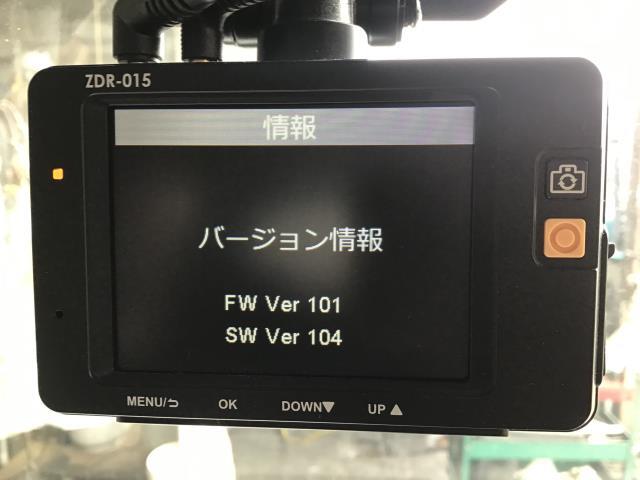 ZDR-015
情報
バージョン情報
FW Ver 101
SW Ver 104
MENU/⮌ OK DOWN▼ UP ▲